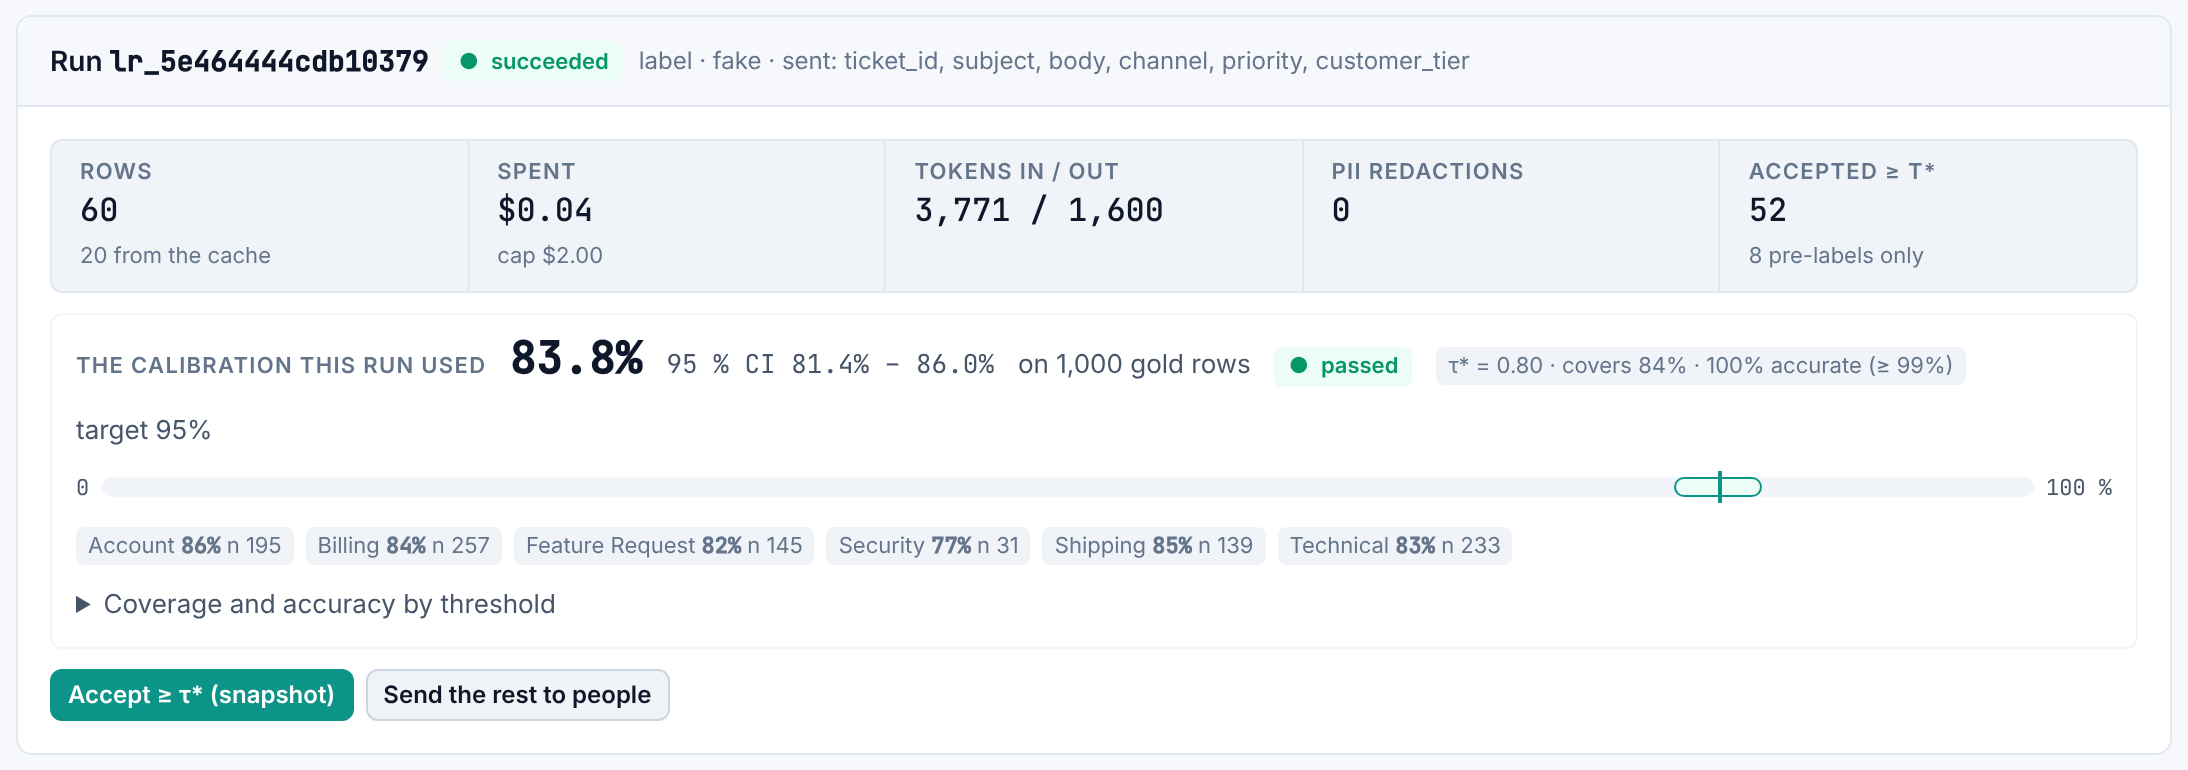 Run lr_5e464444cdb10379 succeeded label · fake · sent: ticket_id, subject, body, channel, priority, customer_tier
ROWS
60
20 from the cache
SPENT
$0.04
cap $2.00
TOKENS IN / OUT
3,771 / 1,600
PII REDACTIONS
0
ACCEPTED ≥ T*
52
8 pre-labels only
THE CALIBRATION THIS RUN USED 83.8% 95 % CI 81.4% – 86.0% on 1,000 gold rows passed τ* = 0.80 · covers 84% · 100% accurate (≥ 99%)
target 95%
0 100 %
Account 86% n 195 Billing 84% n 257 Feature Request 82% n 145 Security 77% n 31 Shipping 85% n 139 Technical 83% n 233
Coverage and accuracy by threshold
Accept ≥ τ* (snapshot) Send the rest to people